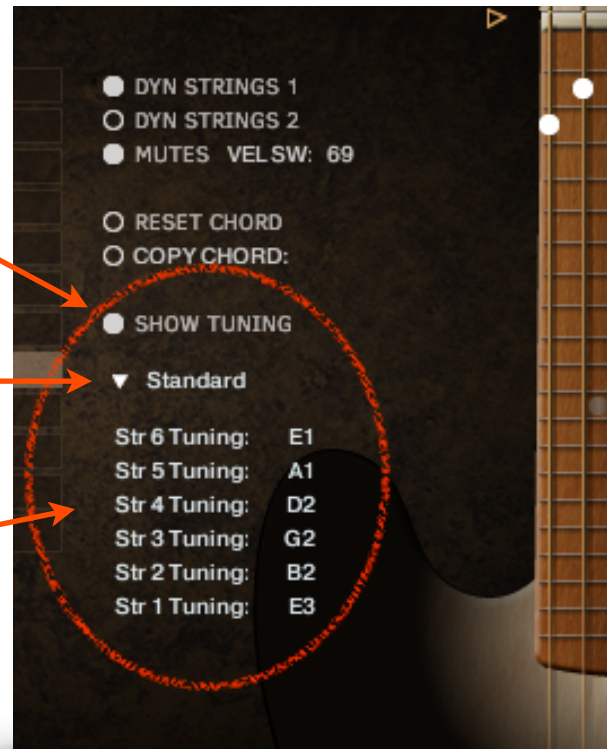 DYN STRINGS 1
DYN STRINGS 2
MUTES VEL SW: 69
RESET CHORD
COPY CHORD:
SHOW TUNING
Standard
Str 6 Tuning: E1
Str 5 Tuning: A1
Str 4 Tuning: D2
Str 3 Tuning: G2
Str 2 Tuning: B2
Str 1 Tuning: E3